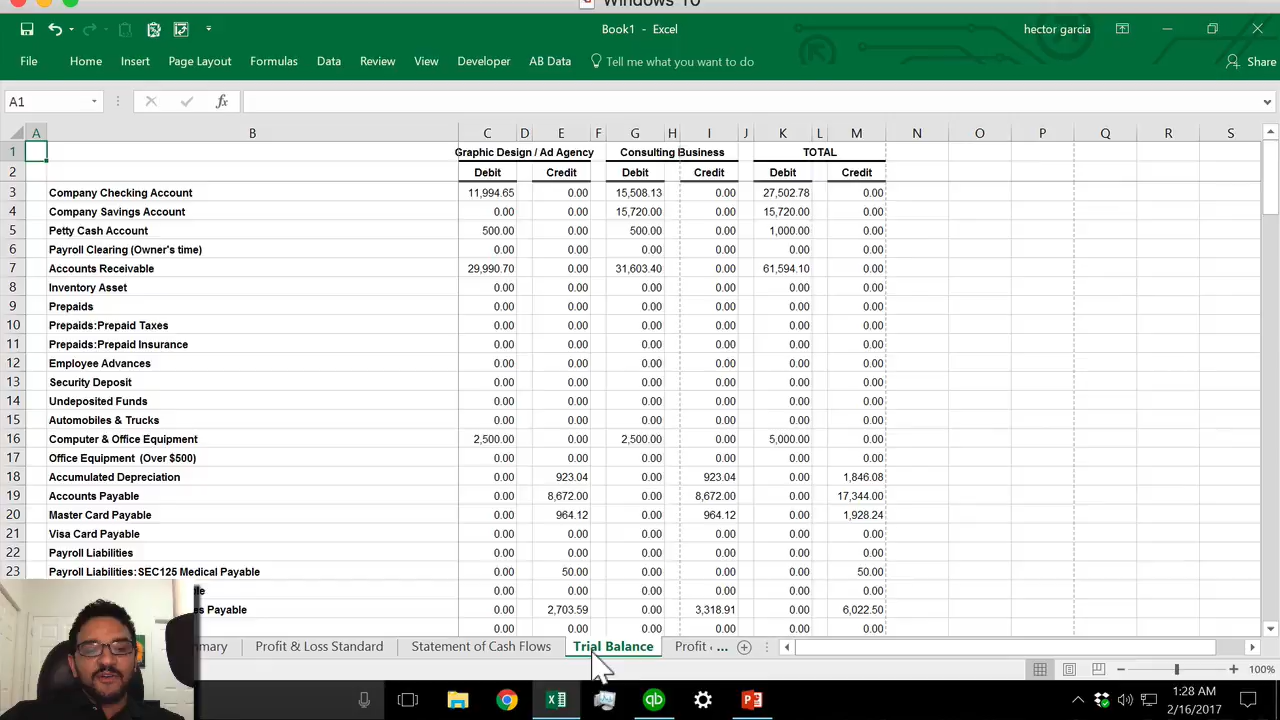 Windows 10
Book1 - Excel
hector garcia
File Home Insert Page Layout Formulas Data Review View Developer AB Data Tell me what you want to do Share
A1 fx
A B C D E F G H I J K L M N O P Q R S
1 Graphic Design / Ad Agency Consulting Business TOTAL
2 Debit Credit Debit Credit Debit Credit
3 Company Checking Account 11,994.65 0.00 15,508.13 0.00 27,502.78 0.00
4 Company Savings Account 0.00 0.00 15,720.00 0.00 15,720.00 0.00
5 Petty Cash Account 500.00 0.00 500.00 0.00 1,000.00 0.00
6 Payroll Clearing (Owner's time) 0.00 0.00 0.00 0.00 0.00 0.00
7 Accounts Receivable 29,990.70 0.00 31,603.40 0.00 61,594.10 0.00
8 Inventory Asset 0.00 0.00 0.00 0.00 0.00 0.00
9 Prepaids 0.00 0.00 0.00 0.00 0.00 0.00
10 Prepaids:Prepaid Taxes 0.00 0.00 0.00 0.00 0.00 0.00
11 Prepaids:Prepaid Insurance 0.00 0.00 0.00 0.00 0.00 0.00
12 Employee Advances 0.00 0.00 0.00 0.00 0.00 0.00
13 Security Deposit 0.00 0.00 0.00 0.00 0.00 0.00
14 Undeposited Funds 0.00 0.00 0.00 0.00 0.00 0.00
15 Automobiles & Trucks 0.00 0.00 0.00 0.00 0.00 0.00
16 Computer & Office Equipment 2,500.00 0.00 2,500.00 0.00 5,000.00 0.00
17 Office Equipment (Over $500) 0.00 0.00 0.00 0.00 0.00 0.00
18 Accumulated Depreciation 0.00 923.04 0.00 923.04 0.00 1,846.08
19 Accounts Payable 0.00 8,672.00 0.00 8,672.00 0.00 17,344.00
20 Master Card Payable 0.00 964.12 0.00 964.12 0.00 1,928.24
21 Visa Card Payable 0.00 0.00 0.00 0.00 0.00 0.00
22 Payroll Liabilities 0.00 0.00 0.00 0.00 0.00 0.00
23 Payroll Liabilities:SEC125 Medical Payable 0.00 50.00 0.00 0.00 0.00 50.00
0.00 0.00 0.00 0.00 0.00 0.00
Payable 0.00 2,703.59 0.00 3,318.91 0.00 6,022.50
0.00 0.00 0.00 0.00 0.00 0.00
Profit & Loss Standard Statement of Cash Flows Trial Balance Profit ...
100%
1:28 AM
2/16/2017